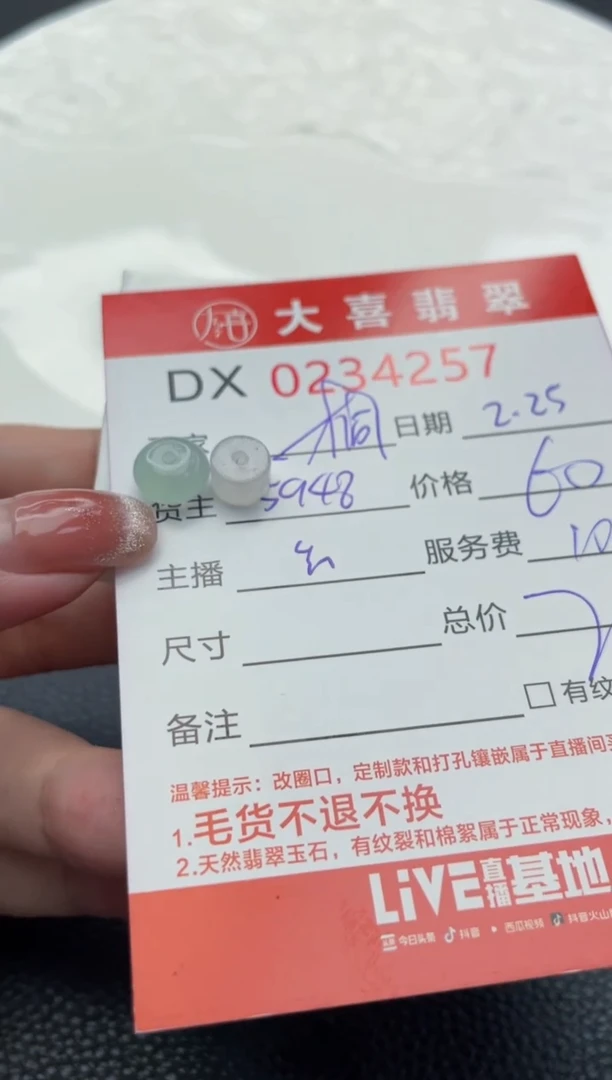 大喜翡翠
DX 0234257
日期 2.25
货主 5948 价格 60
主播 服务费 10
尺寸 总价
备注 有纹
温馨提示：改圈口，定制款和打孔镶嵌属于直播间
1.毛货不退不换
2.天然翡翠玉石，有纹裂和棉絮属于正常现象，
LiVE直播基地
今日头条 抖音 西瓜视频 抖音火山